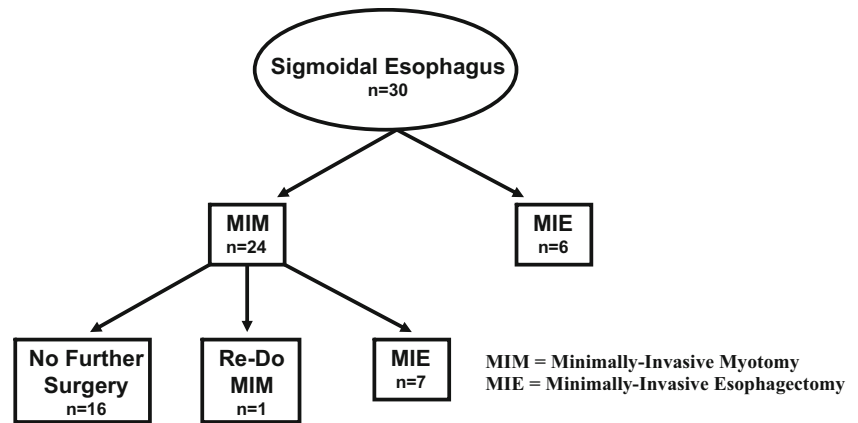 Sigmoidal Esophagus
n=30
MIM
n=24
MIE
n=6
No Further
Surgery
n=16
Re-Do
MIM
n=1
MIE
n=7
MIM = Minimally-Invasive Myotomy
MIE = Minimally-Invasive Esophagectomy